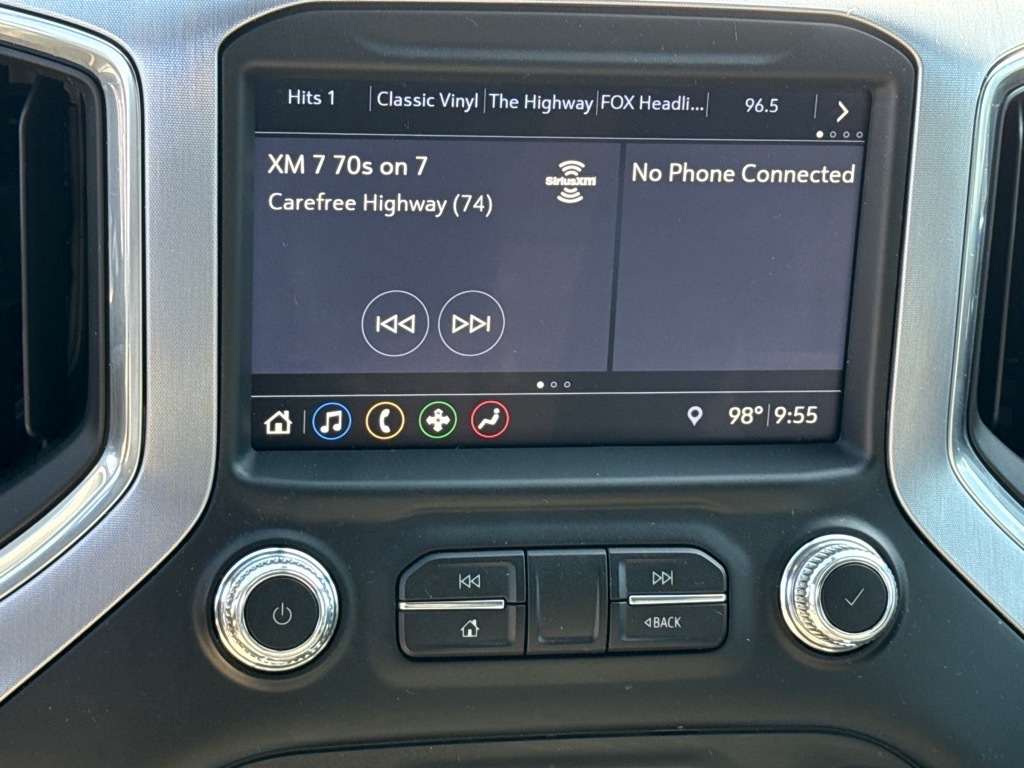 Hits 1 Classic Vinyl The Highway FOX Headli... 96.5
XM 7 70s on 7
Carefree Highway (74)
SiriusXM
No Phone Connected
98° 9:55
BACK